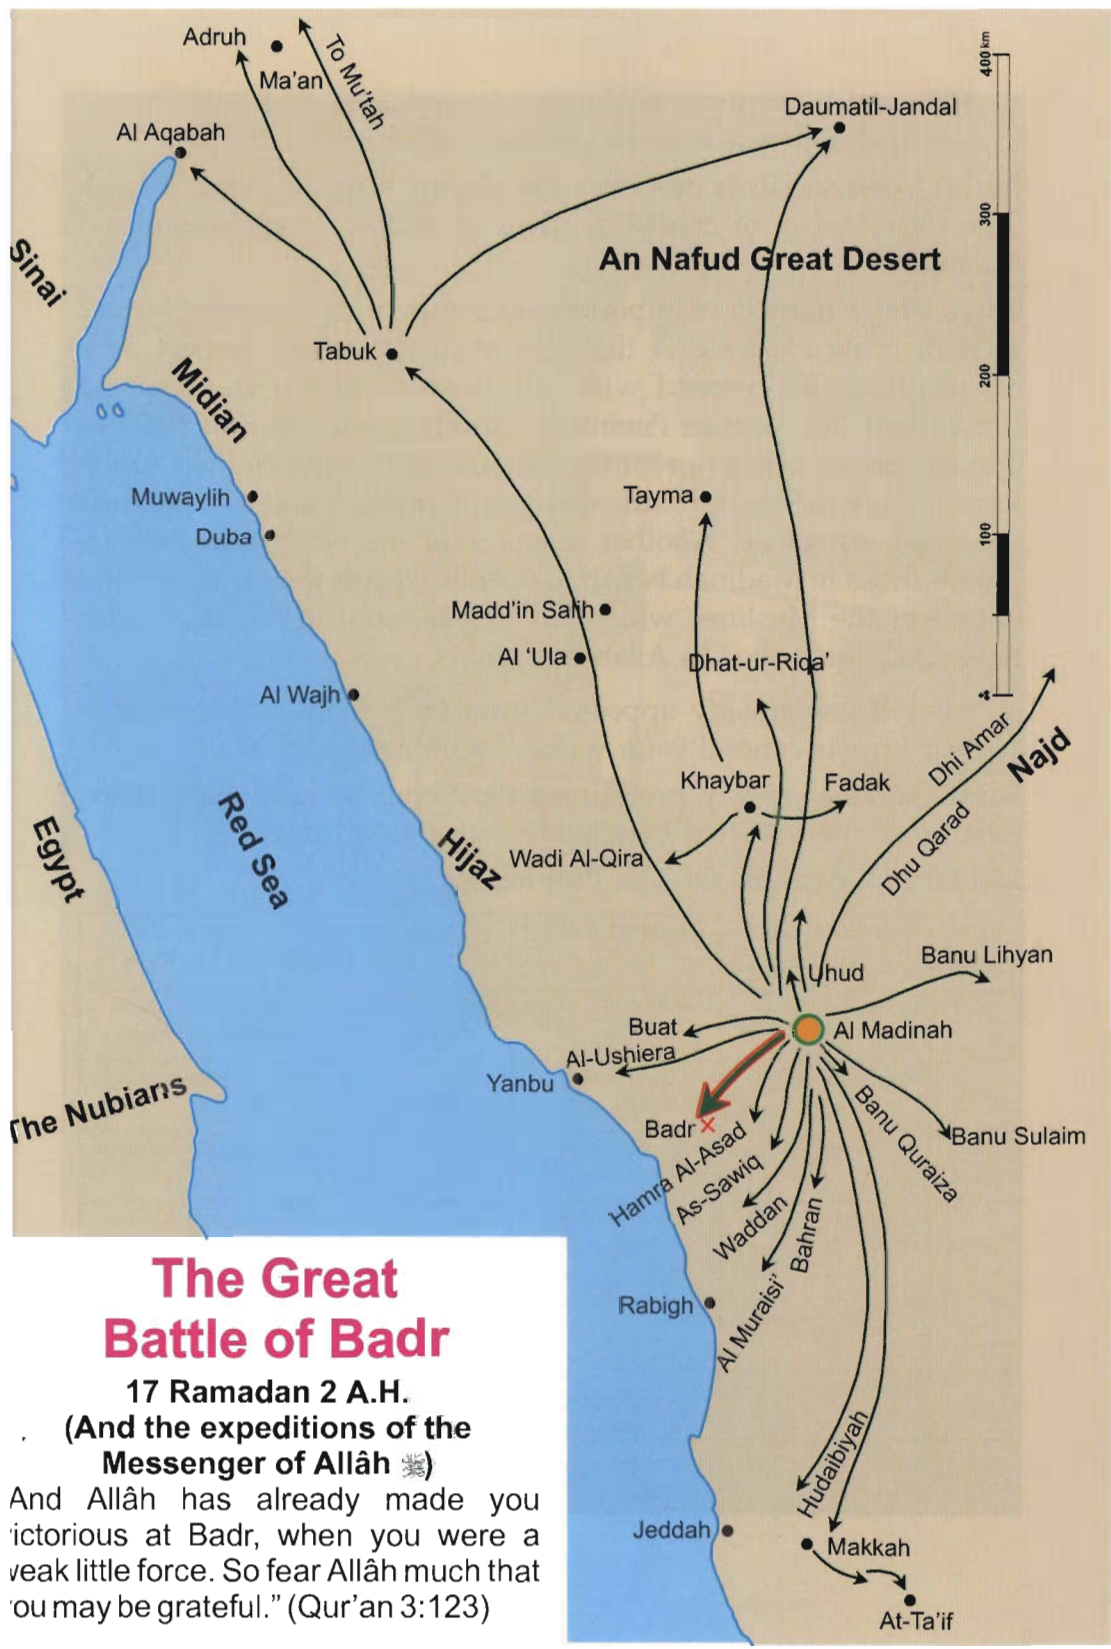 Adruh
Ma'an
To Mu'tah
Al Aqabah
Daumatil-Jandal
400 km
300
200
100
Sinai
An Nafud Great Desert
Tabuk
Midian
Muwaylih
Duba
Tayma
Madd'in Salih
Al 'Ula
Dhat-ur-Riqa'
Al Wajh
Khaybar
Fadak
Dhi Amar
Najd
Red Sea
Egypt
Hijaz
Wadi Al-Qira
Dhu Qarad
Uhud
Banu Lihyan
Buat
Al Madinah
Al-Ushiera
Yanbu
The Nubians
Badr
Hamra Al-Asad
As-Sawiq
Waddan
Bahran
Banu Quraiza
Banu Sulaim
Rabigh
Al Muraisi'
Hudaibiyah
Jeddah
Makkah
At-Ta'if
The Great
Battle of Badr
17 Ramadan 2 A.H.
(And the expeditions of the
Messenger of Allâh ﷺ)
And Allâh has already made you
ictorious at Badr, when you were a
weak little force. So fear Allâh much that
ou may be grateful." (Qur'an 3:123)